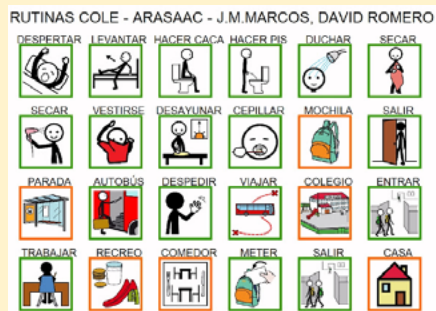 RUTINAS COLE - ARASAAC - J.M.MARCOS, DAVID ROMERO
DESPERTAR LEVANTAR HACER CACA HACER PIS DUCHAR SECAR
SECAR VESTIRSE DESAYUNAR CEPILLAR MOCHILA SALIR
PARADA AUTOBÚS DESPEDIR VIAJAR COLEGIO ENTRAR
TRABAJAR RECREO COMEDOR METER SALIR CASA